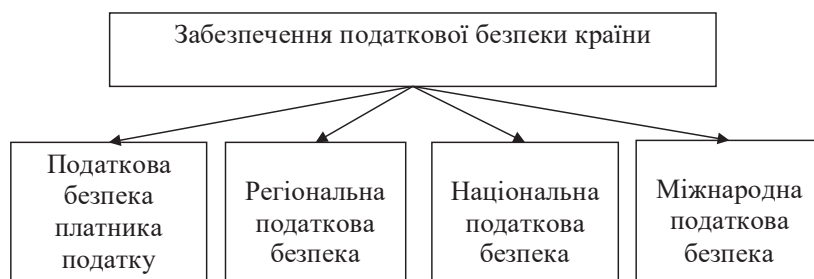 Забезпечення податкової безпеки країни
Податкова
безпека
платника
податку
Регіональна
податкова
безпека
Національна
податкова
безпека
Міжнародна
податкова
безпека